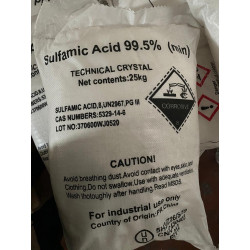 Sulfamic Acid 99.5% (min)
TECHNICAL CRYSTAL
Net contents:25kg
SULFAMIC ACID,8,UN2967,PG III
CAS NUMBERS:5329-14-6
LOT NO:370600WJ0520
CORROSIVE
CAUTION!
Avoid breathing dust.Avoid contact with eyes,skin,and
Clothing.Do not swallow.Use with adequate ventilation.
Wash thoroughly after handling.Read MSDS.
For industrial use only
Country of Origin:P.R.China